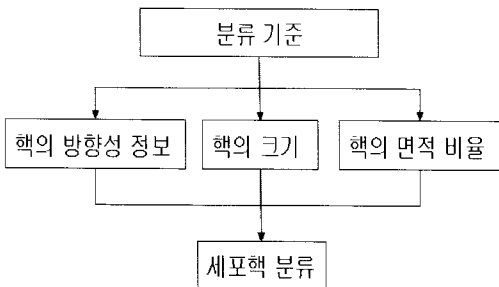 분류 기준
핵의 방향성 정보
핵의 크기
핵의 면적 비율
세포핵 분류